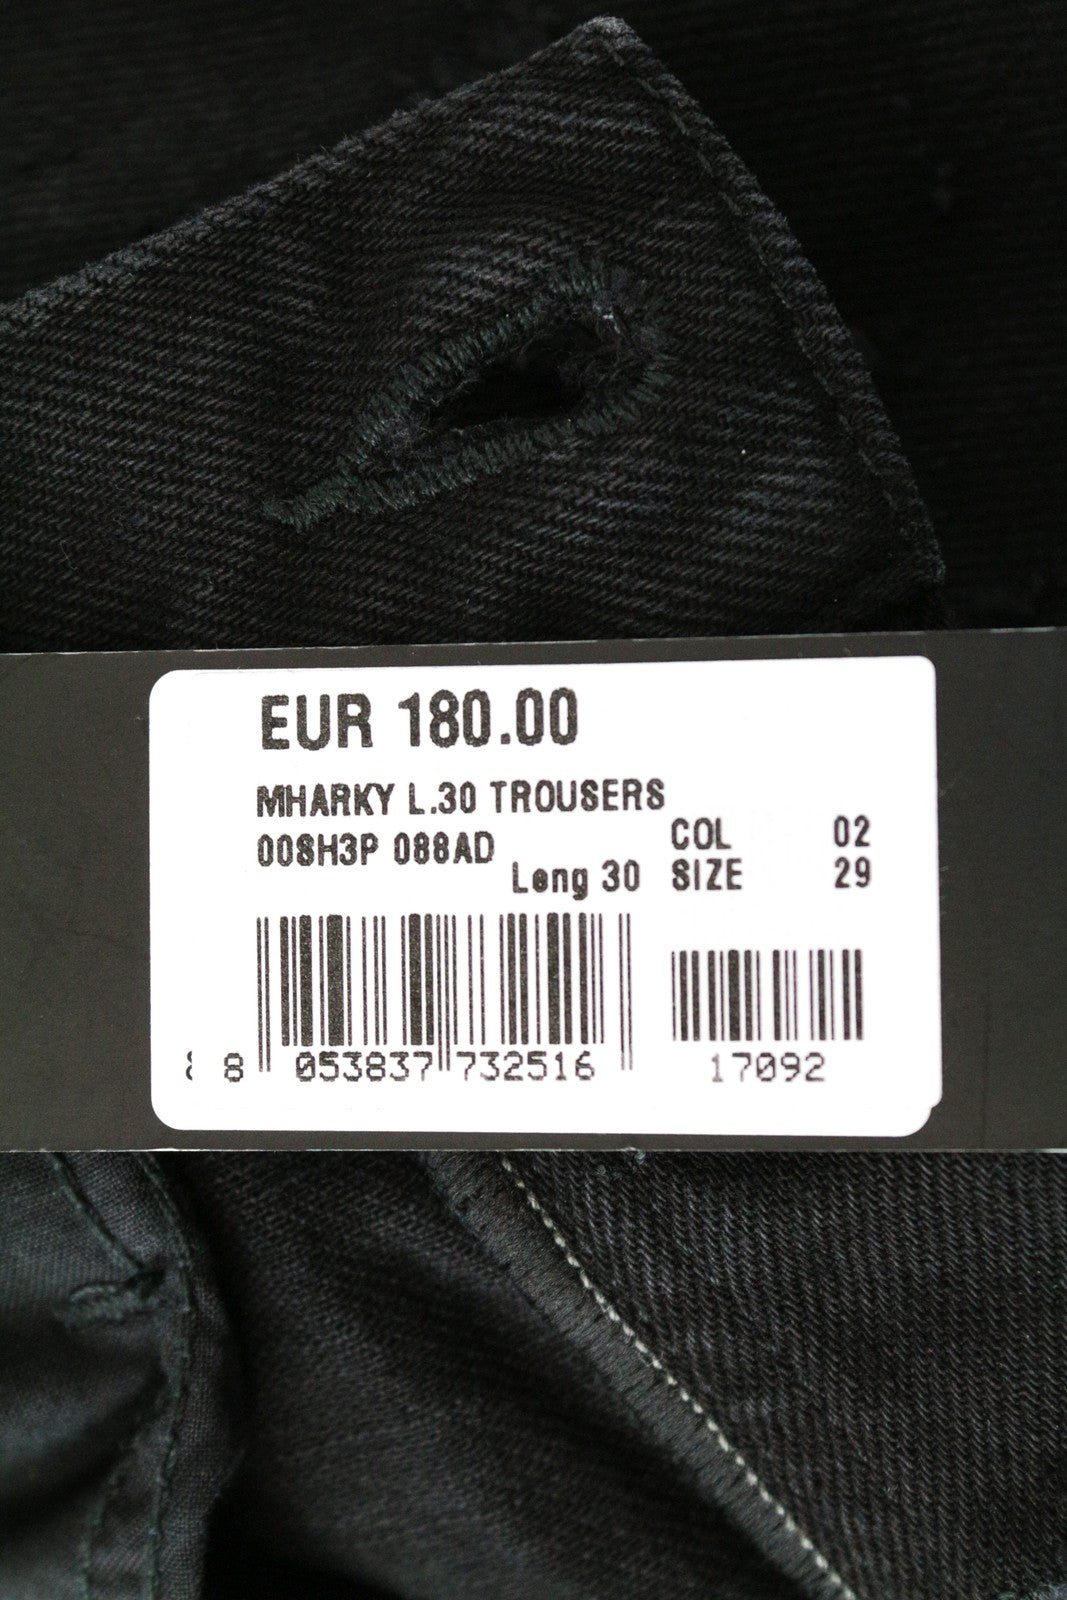 EUR 180.00
MHARKY L.30 TROUSERS
00SH3P 088AD
COL 02
Leng 30 SIZE 29
8 053837 732516
17092